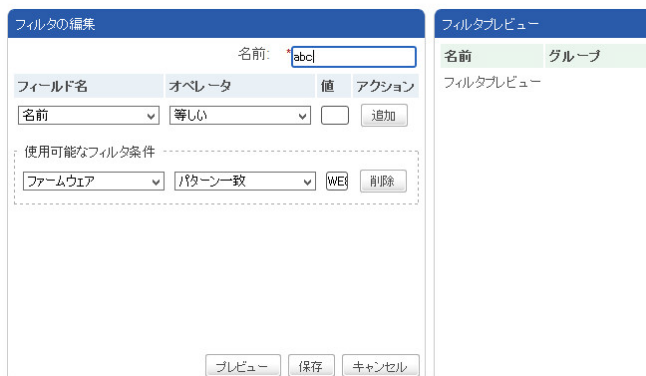 フィルタの編集
名前: *abc
フィールド名 オペレータ 値 アクション
名前 等しい 追加
使用可能なフィルタ条件
ファームウェア パターン一致 削除
プレビュー 保存 キャンセル
フィルタプレビュー
名前 グループ
フィルタプレビュー